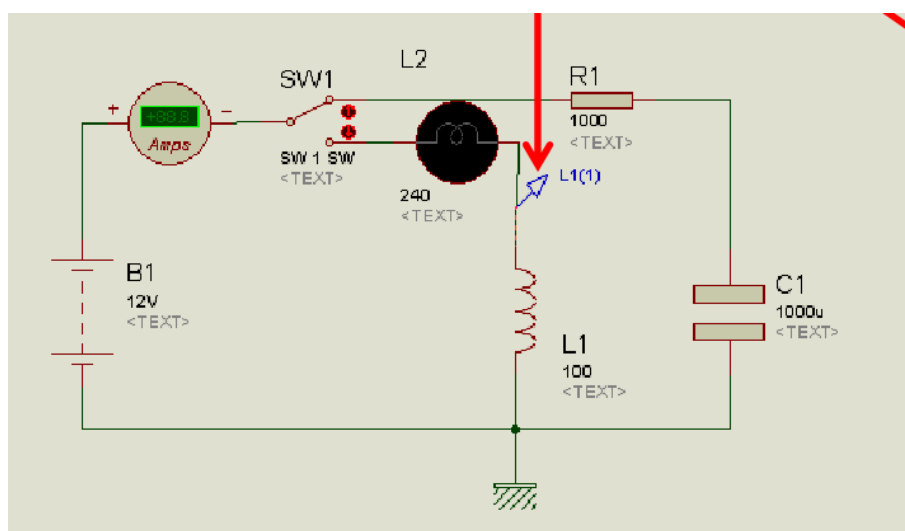 L2
SW1
R1
+
+88.8
−
Amps
1000
<TEXT>
SW 1 SW
<TEXT>
L1(1)
240
<TEXT>
B1
12V
<TEXT>
C1
1000u
<TEXT>
L1
100
<TEXT>